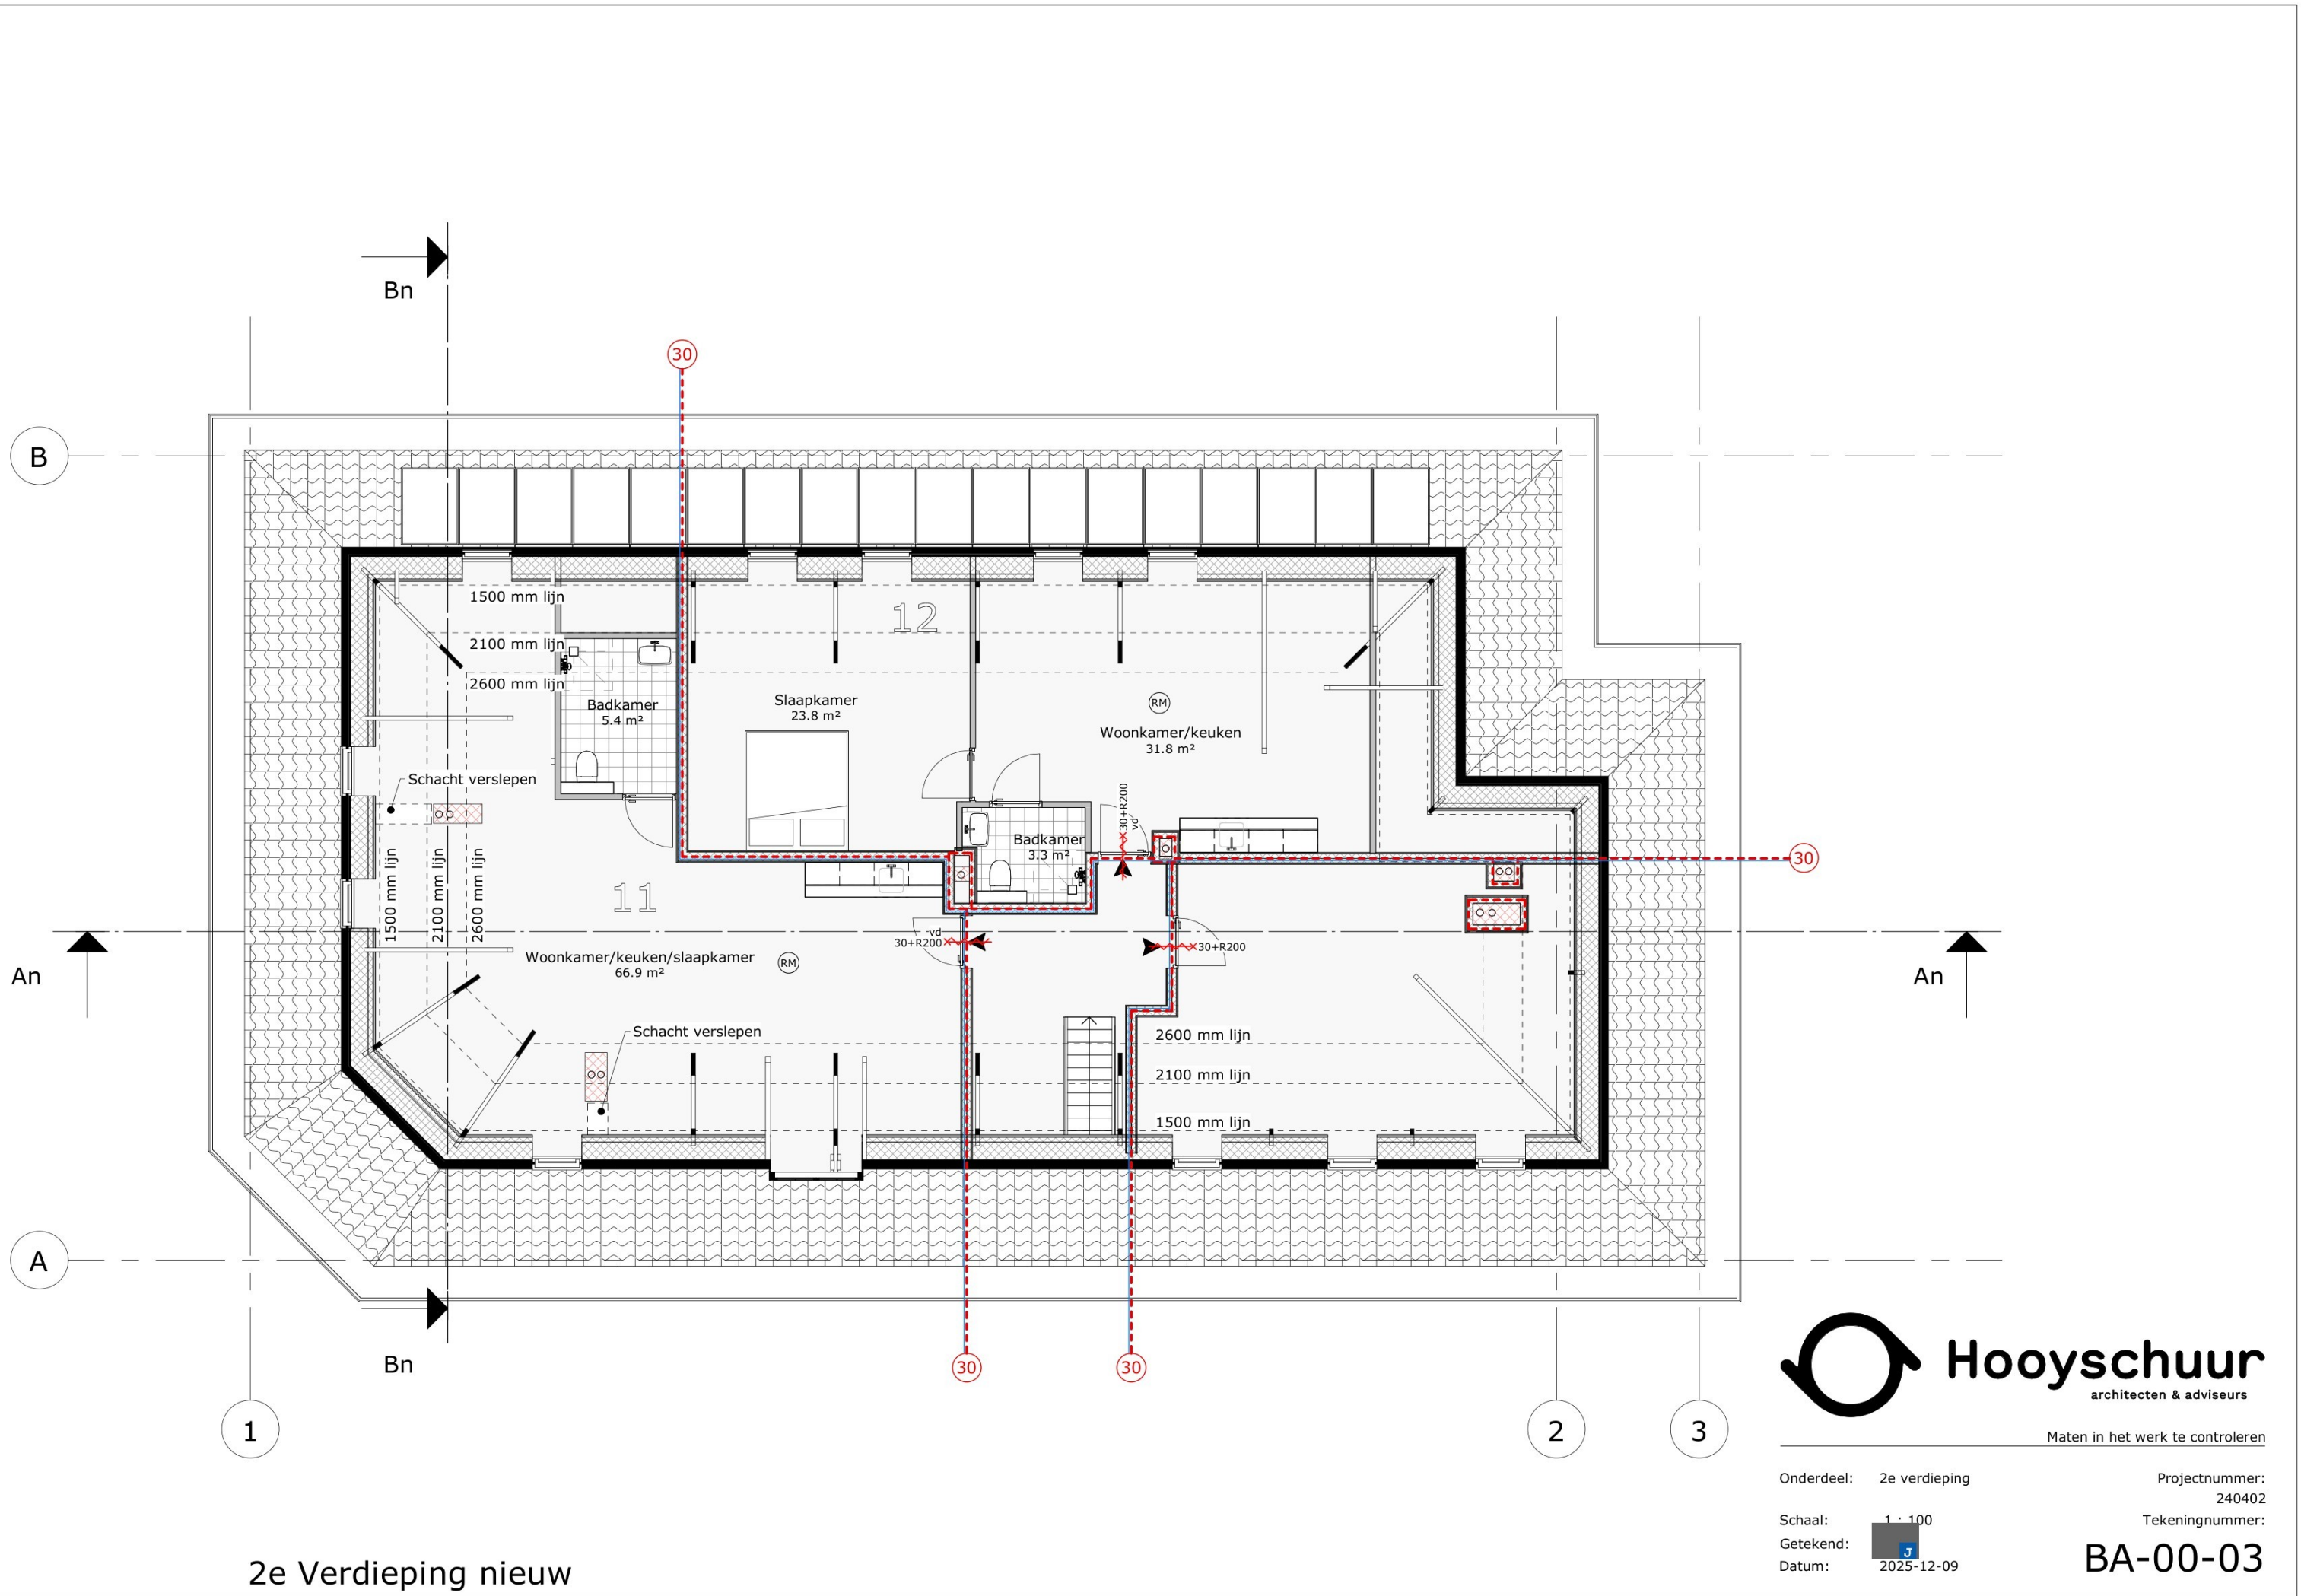 Bn
30
B
1500 mm lijn
12
2100 mm lijn
2600 mm lijn
Badkamer
5.4 m²
Slaapkamer
23.8 m²
RM
Woonkamer/keuken
31.8 m²
Schacht verslepen
30+R200
vd
Badkamer
3.3 m²
30
1500 mm lijn
2100 mm lijn
2600 mm lijn
11
vd
30+R200
30+R200
An
Woonkamer/keuken/slaapkamer
66.9 m²
RM
An
Schacht verslepen
2600 mm lijn
2100 mm lijn
1500 mm lijn
A
Bn
30
30
1
2
3
Hooyschuur
architecten & adviseurs
Maten in het werk te controleren
Onderdeel: 2e verdieping
Projectnummer:
240402
Schaal: 1 : 100
Tekeningnummer:
Getekend:
J
Datum: 2025-12-09
BA-00-03
2e Verdieping nieuw